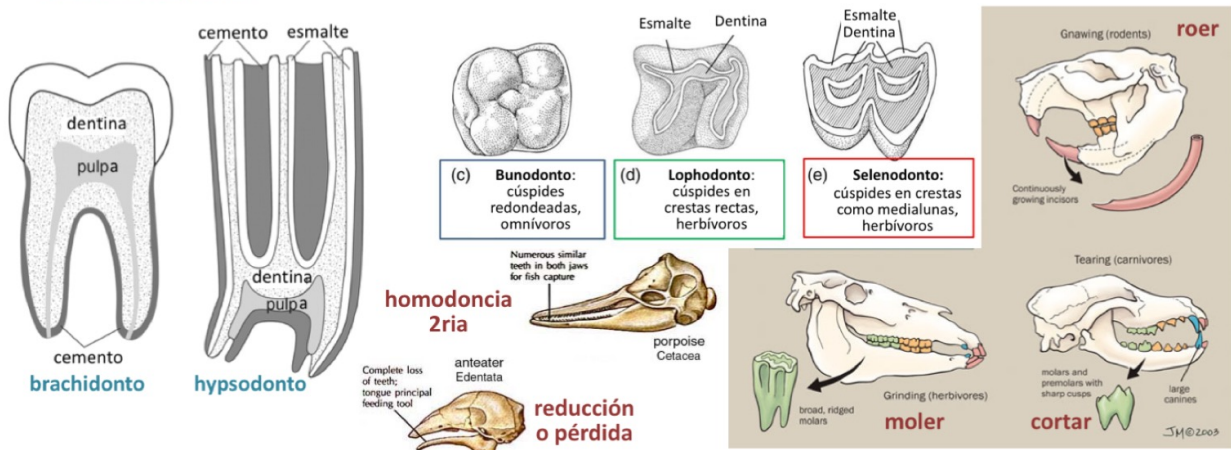 dentina
pulpa
cemento
brachidonto
cemento
esmalte
dentina
pulpa
hypsodonto
Esmalte
Dentina
Esmalte
Dentina
(c)
Bunodonto:
cúspides
redondeadas,
omnívoros
(d)
Lophodonto:
cúspides en
crestas rectas,
herbívoros
(e)
Selenodonto:
cúspides en crestas
como medialunas,
herbívoros
Gnawing (rodents)
roer
Continuously
growing incisors
homodoncia
2ria
Numerous similar
teeth in both jaws
for fish capture
porpoise
Cetacea
anteater
Edentata
Complete loss
of teeth;
tongue principal
feeding tool
reducción
o pérdida
broad, ridged
molars
Grinding (herbivores)
moler
Tearing (carnivores)
molars and
premolars with
sharp cusps
large
canines
cortar
JM©2003